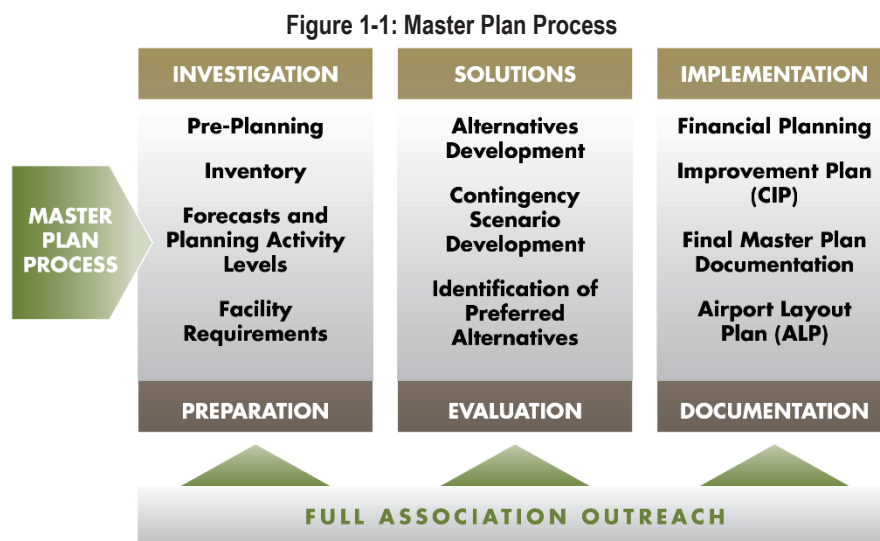 Figure 1-1: Master Plan Process
MASTER
PLAN
PROCESS
INVESTIGATION
Pre-Planning
Inventory
Forecasts and
Planning Activity
Levels
Facility
Requirements
PREPARATION
SOLUTIONS
Alternatives
Development
Contingency
Scenario
Development
Identification of
Preferred
Alternatives
EVALUATION
IMPLEMENTATION
Financial Planning
Improvement Plan
(CIP)
Final Master Plan
Documentation
Airport Layout
Plan (ALP)
DOCUMENTATION
FULL ASSOCIATION OUTREACH